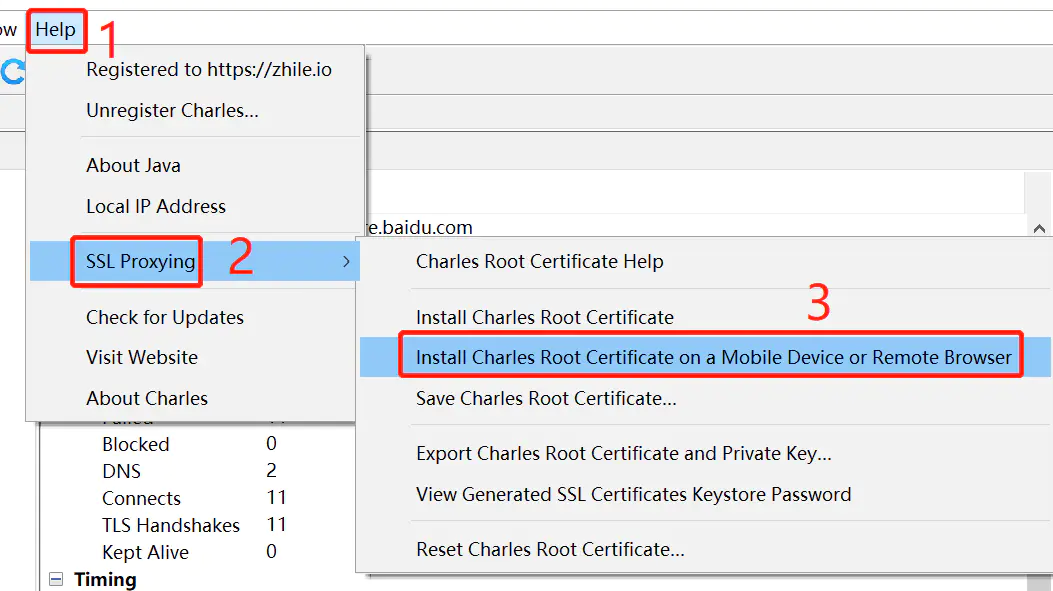 ow Help 1
Registered to https://zhile.io
Unregister Charles...
About Java
Local IP Address
e.baidu.com
SSL Proxying 2
Charles Root Certificate Help
Check for Updates
Install Charles Root Certificate
3
Visit Website
Install Charles Root Certificate on a Mobile Device or Remote Browser
About Charles
Save Charles Root Certificate...
Blocked 0
Export Charles Root Certificate and Private Key...
DNS 2
Connects 11
View Generated SSL Certificates Keystore Password
TLS Handshakes 11
Kept Alive 0
Reset Charles Root Certificate...
Timing